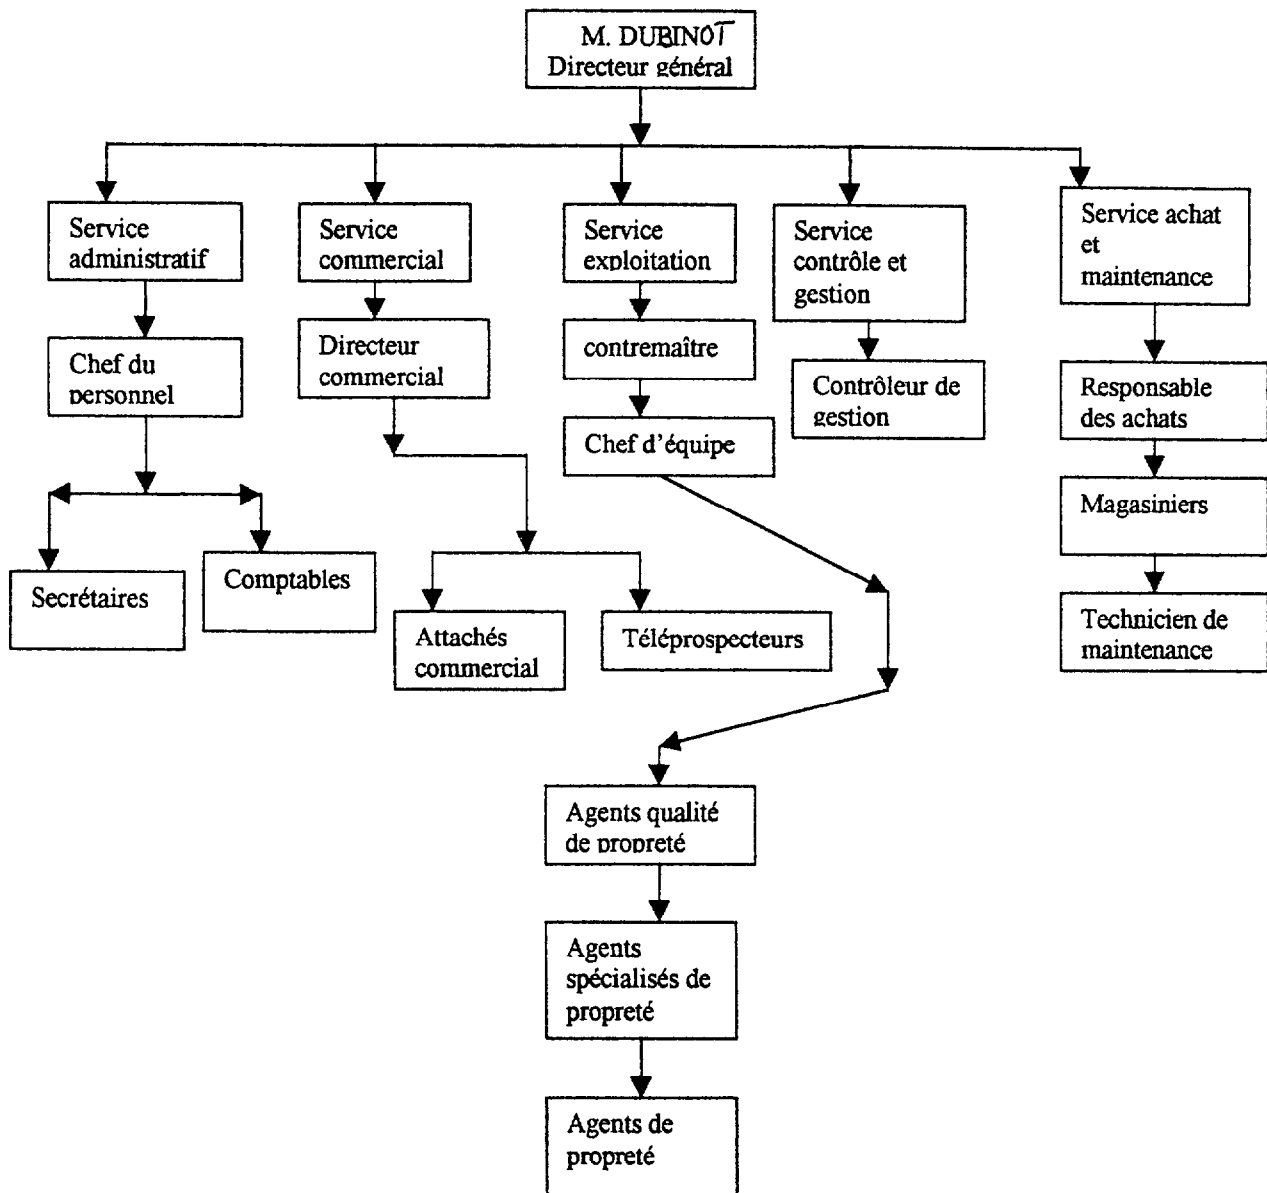 M. DUBINOT
Directeur général
Service
administratif
Service
commercial
Service
exploitation
Service
contrôle et
gestion
Service achat
et
maintenance
Chef du
personnel
Directeur
commercial
contremaître
Contrôleur de
gestion
Responsable
des achats
Chef d'équipe
Magasiniers
Secrétaires
Comptables
Attachés
commercial
Téléprospecteurs
Technicien de
maintenance
Agents qualité
de propreté
Agents
spécialisés de
propreté
Agents de
propreté